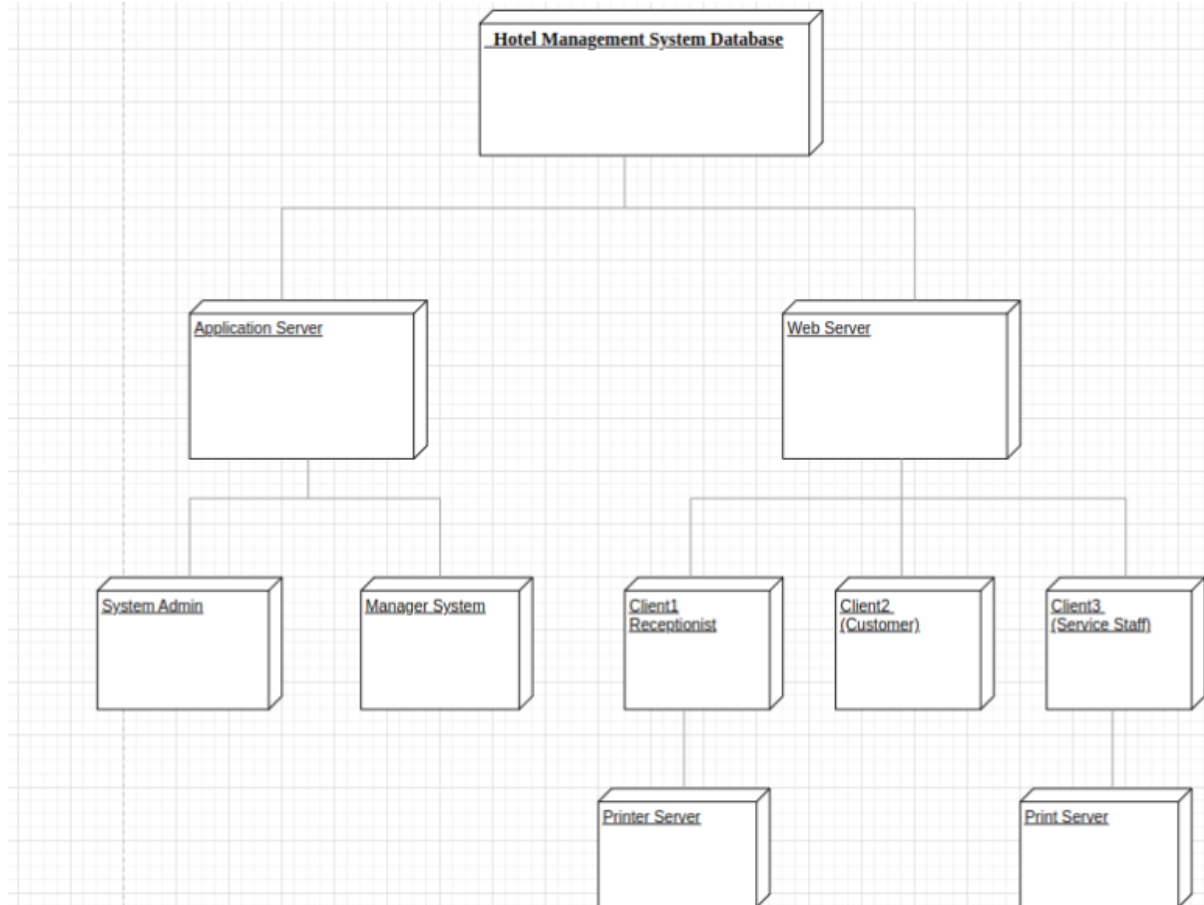 Hotel Management System Database
Application Server
Web Server
System Admin
Manager System
Client1
Receptionist
Client2
(Customer)
Client3
(Service Staff)
Printer Server
Print Server